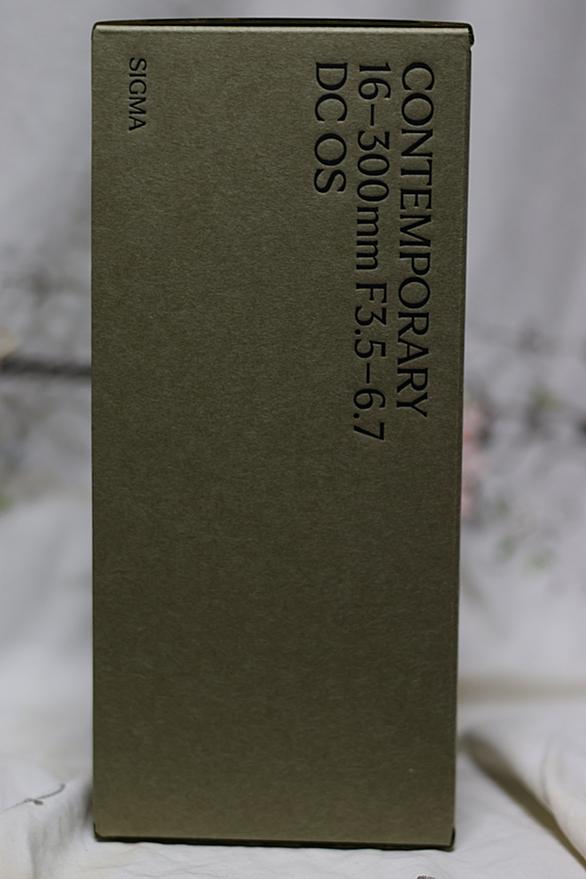 CONTEMPORARY
16–300mm F3.5–6.7
DC OS
SIGMA